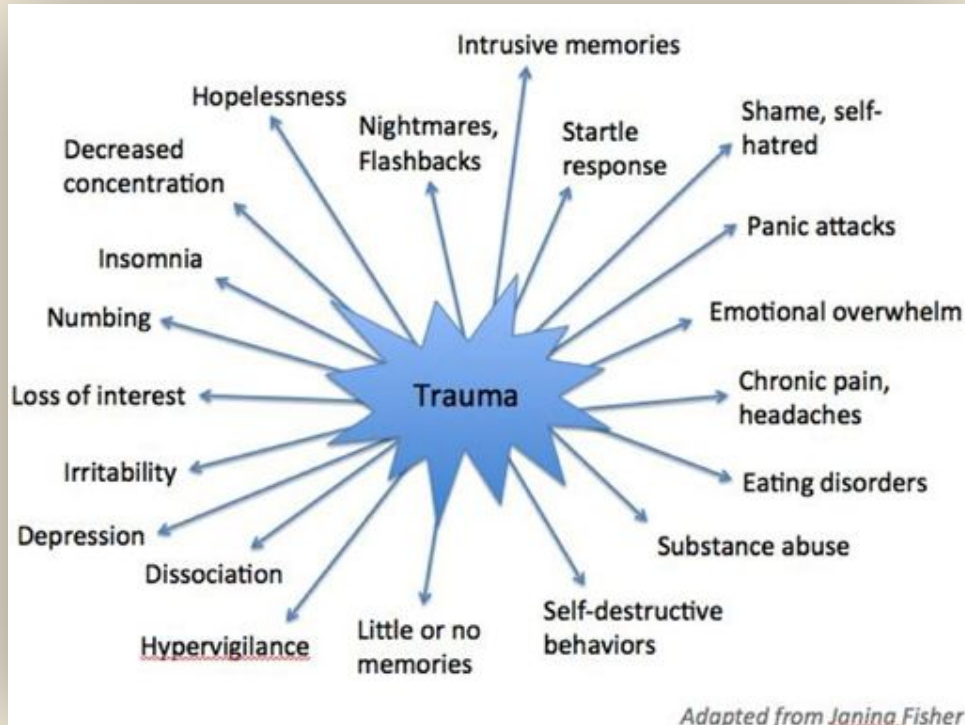 Intrusive memories
Hopelessness
Nightmares,
Flashbacks
Startle
response
Shame, self-
hatred
Decreased
concentration
Panic attacks
Insomnia
Numbing
Emotional overwhelm
Trauma
Loss of interest
Chronic pain,
headaches
Irritability
Eating disorders
Depression
Substance abuse
Dissociation
Self-destructive
behaviors
Hypervigilance
Little or no
memories
Adapted from Janina Fisher